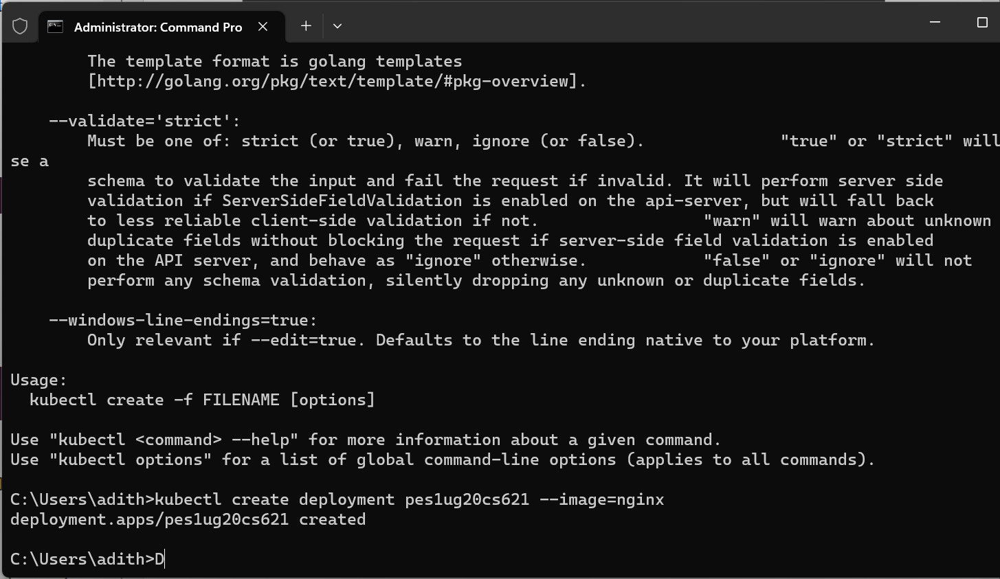 Administrator: Command Pro
The template format is golang templates
[http://golang.org/pkg/text/template/#pkg-overview].
--validate='strict':
Must be one of: strict (or true), warn, ignore (or false). "true" or "strict" will
se a
schema to validate the input and fail the request if invalid. It will perform server side
validation if ServerSideFieldValidation is enabled on the api-server, but will fall back
to less reliable client-side validation if not. "warn" will warn about unknown
duplicate fields without blocking the request if server-side field validation is enabled
on the API server, and behave as "ignore" otherwise. "false" or "ignore" will not
perform any schema validation, silently dropping any unknown or duplicate fields.
--windows-line-endings=true:
Only relevant if --edit=true. Defaults to the line ending native to your platform.
Usage:
kubectl create -f FILENAME [options]
Use "kubectl <command> --help" for more information about a given command.
Use "kubectl options" for a list of global command-line options (applies to all commands).
C:\Users\adith>kubectl create deployment pes1ug20cs621 --image=nginx
deployment.apps/pes1ug20cs621 created
C:\Users\adith>D